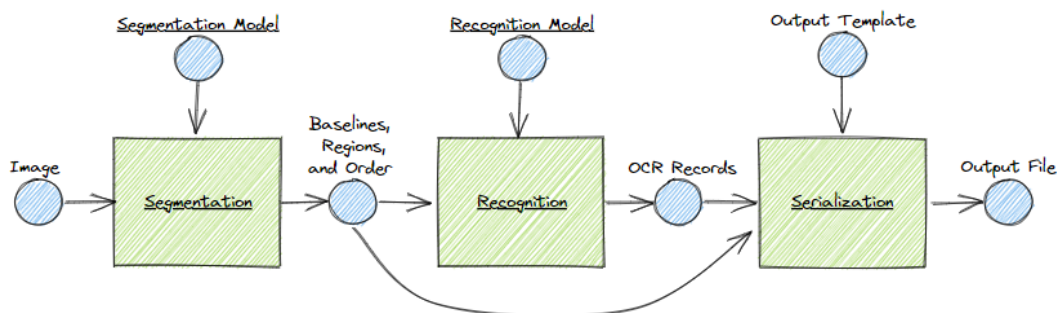 Segmentation Model
Recognition Model
Output Template
Image
Baselines,
Regions,
and Order
OCR Records
Output File
Segmentation
Recognition
Serialization